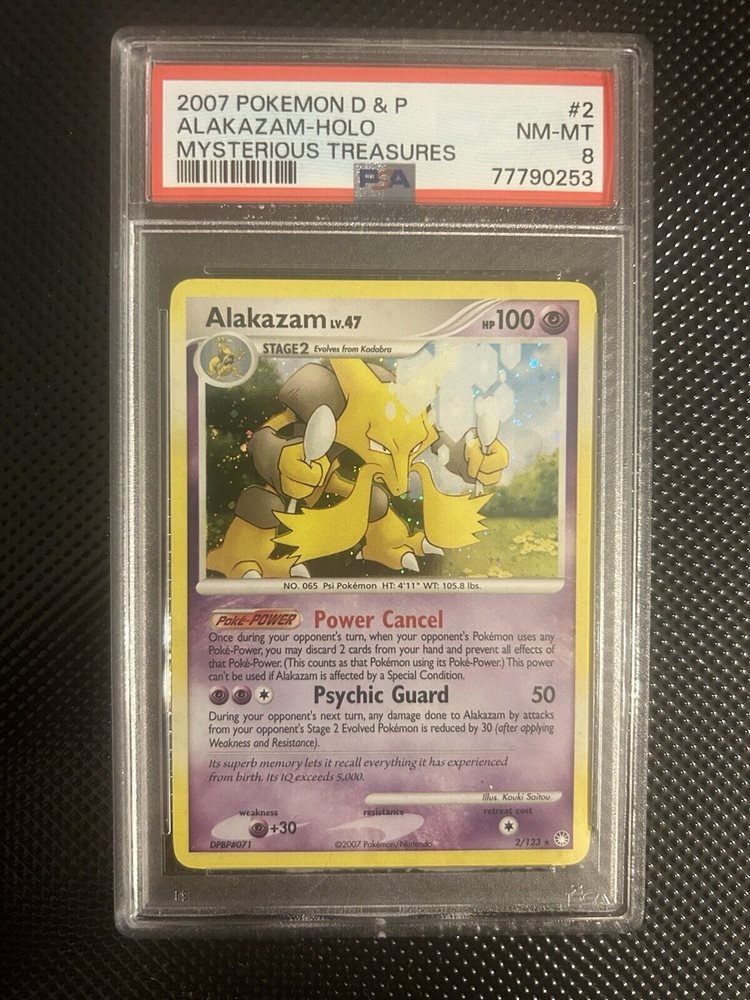 2007 POKEMON D & P #2
ALAKAZAM-HOLO NM-MT
MYSTERIOUS TREASURES 8
PSA 77790253
Alakazam LV.47 HP 100
STAGE2 Evolves from Kadabra
NO. 065 Psi Pokémon HT: 4'11" WT: 105.8 lbs.
Poké-POWER Power Cancel
Once during your opponent's turn, when your opponent's Pokémon uses any
Poké-Power, you may discard 2 cards from your hand and prevent all effects of
that Poké-Power. (This counts as that Pokémon using its Poké-Power.) This power
can't be used if Alakazam is affected by a Special Condition.
Psychic Guard 50
During your opponent's next turn, any damage done to Alakazam by attacks
from your opponent's Stage 2 Evolved Pokémon is reduced by 30 (after applying
Weakness and Resistance).
Its superb memory lets it recall everything it has experienced
from birth. Its IQ exceeds 5,000.
Illus. Kouki Saitou
weakness resistance retreat cost
+30
DPBP#071 ©2007 Pokémon/Nintendo 2/123 ★